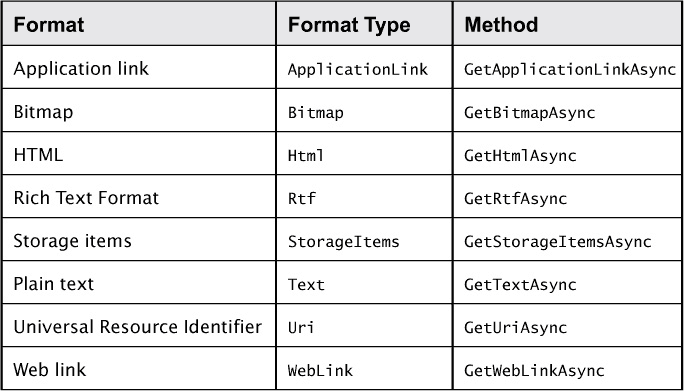 Format Format Type Method
Application link ApplicationLink GetApplicationLinkAsync
Bitmap Bitmap GetBitmapAsync
HTML Html GetHtmlAsync
Rich Text Format Rtf GetRtfAsync
Storage items StorageItems GetStorageItemsAsync
Plain text Text GetTextAsync
Universal Resource Identifier Uri GetUriAsync
Web link WebLink GetWebLinkAsync